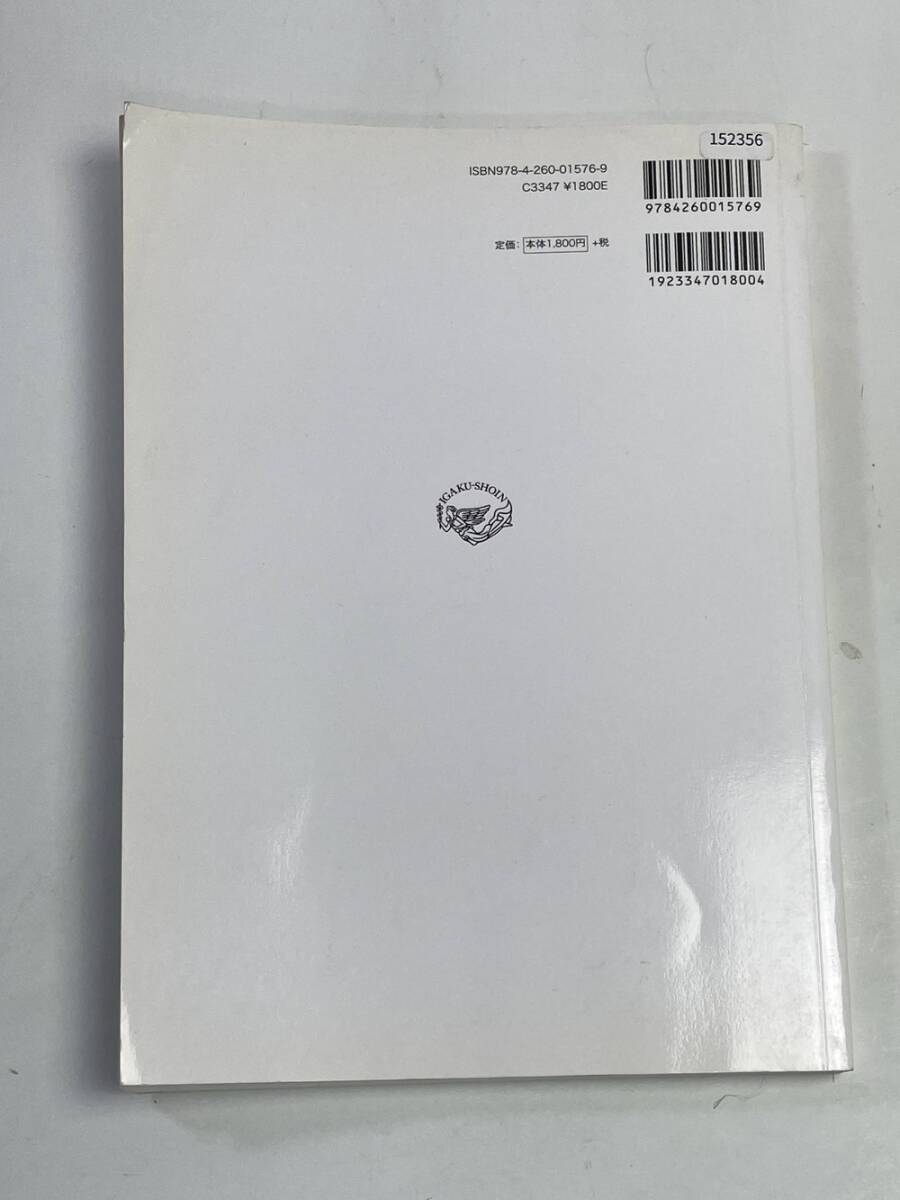 152356
ISBN978-4-260-01576-9
C3347 ¥1800E
9784260015769
定価: 本体1,800円 +税
1923347018004
IGAKU-SHOIN